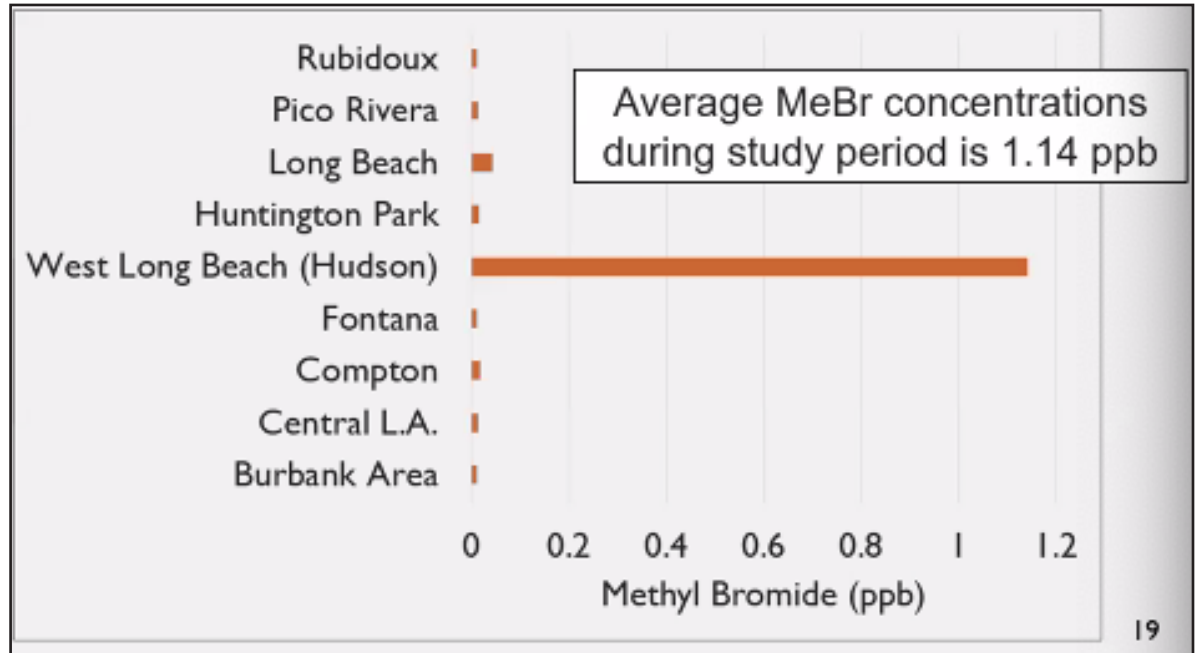 Rubidoux
Pico Rivera
Long Beach
Huntington Park
West Long Beach (Hudson)
Fontana
Compton
Central L.A.
Burbank Area
Average MeBr concentrations
during study period is 1.14 ppb
0 0.2 0.4 0.6 0.8 1 1.2
Methyl Bromide (ppb)
19